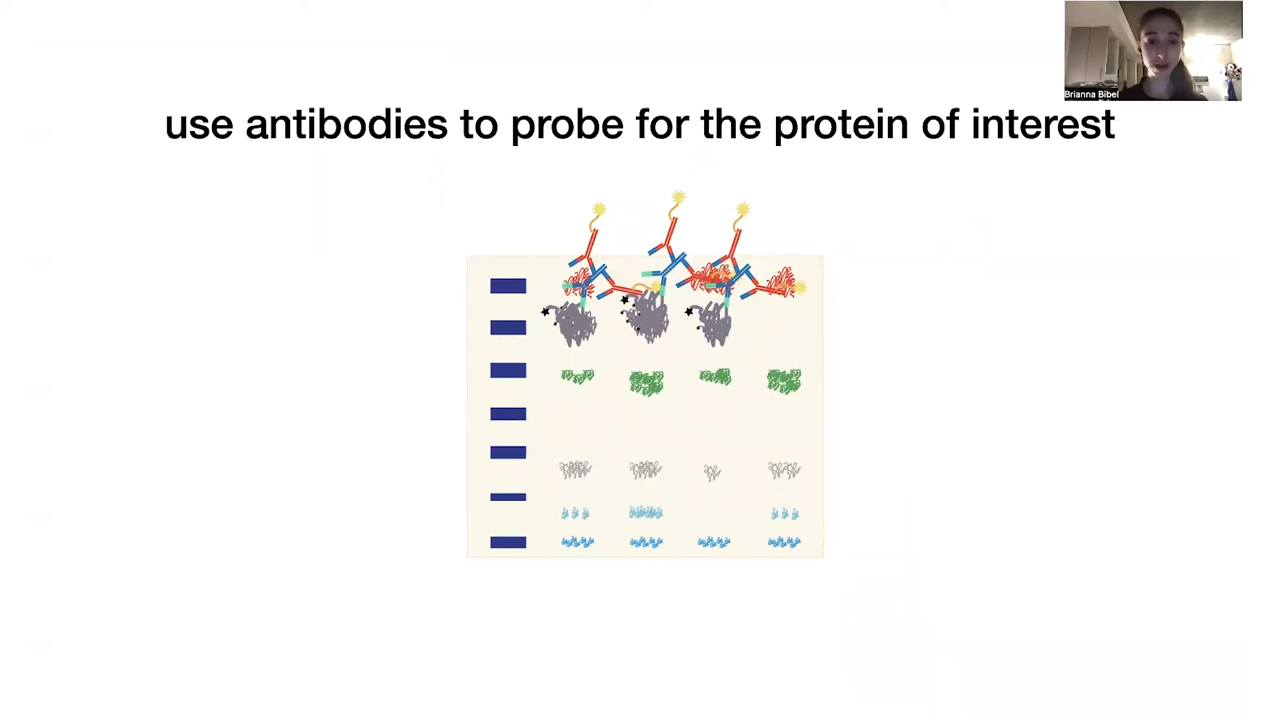 Brianna Bibel
use antibodies to probe for the protein of interest